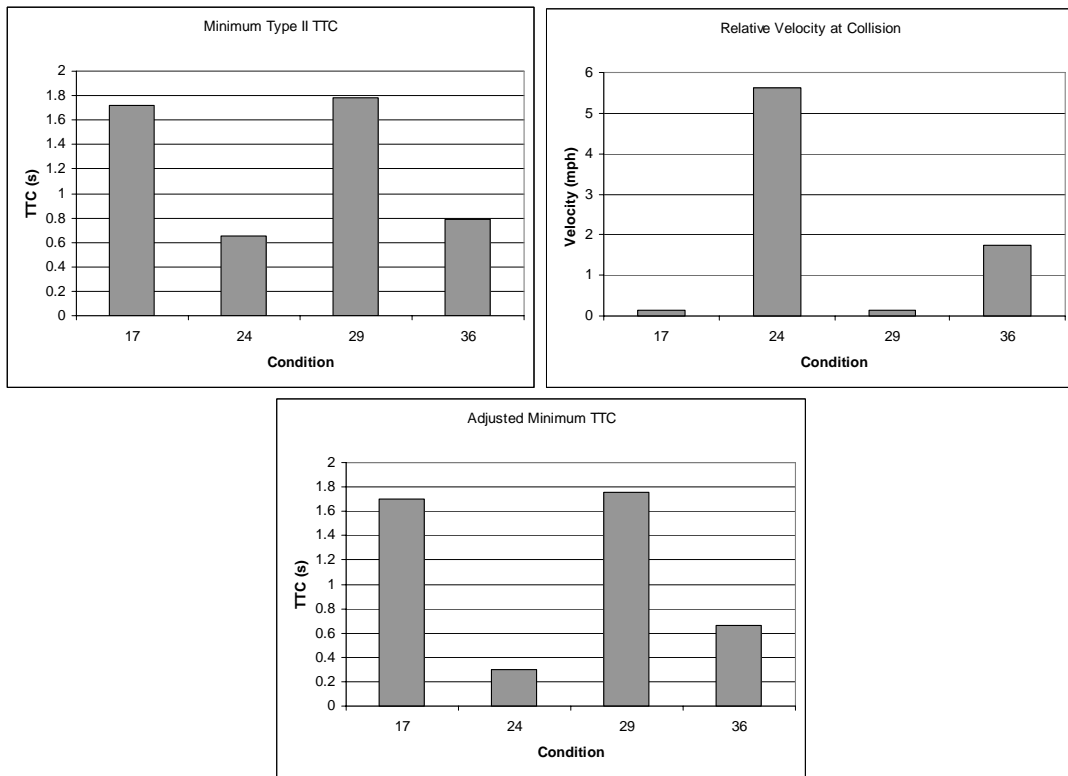 Minimum Type II TTC
2
1.8
1.6
1.4
1.2
1
0.8
0.6
0.4
0.2
0
TTC (s)
17 24 29 36
Condition
Relative Velocity at Collision
6
5
4
3
2
1
0
Velocity (mph)
17 24 29 36
Condition
Adjusted Minimum TTC
2
1.8
1.6
1.4
1.2
1
0.8
0.6
0.4
0.2
0
TTC (s)
17 24 29 36
Condition